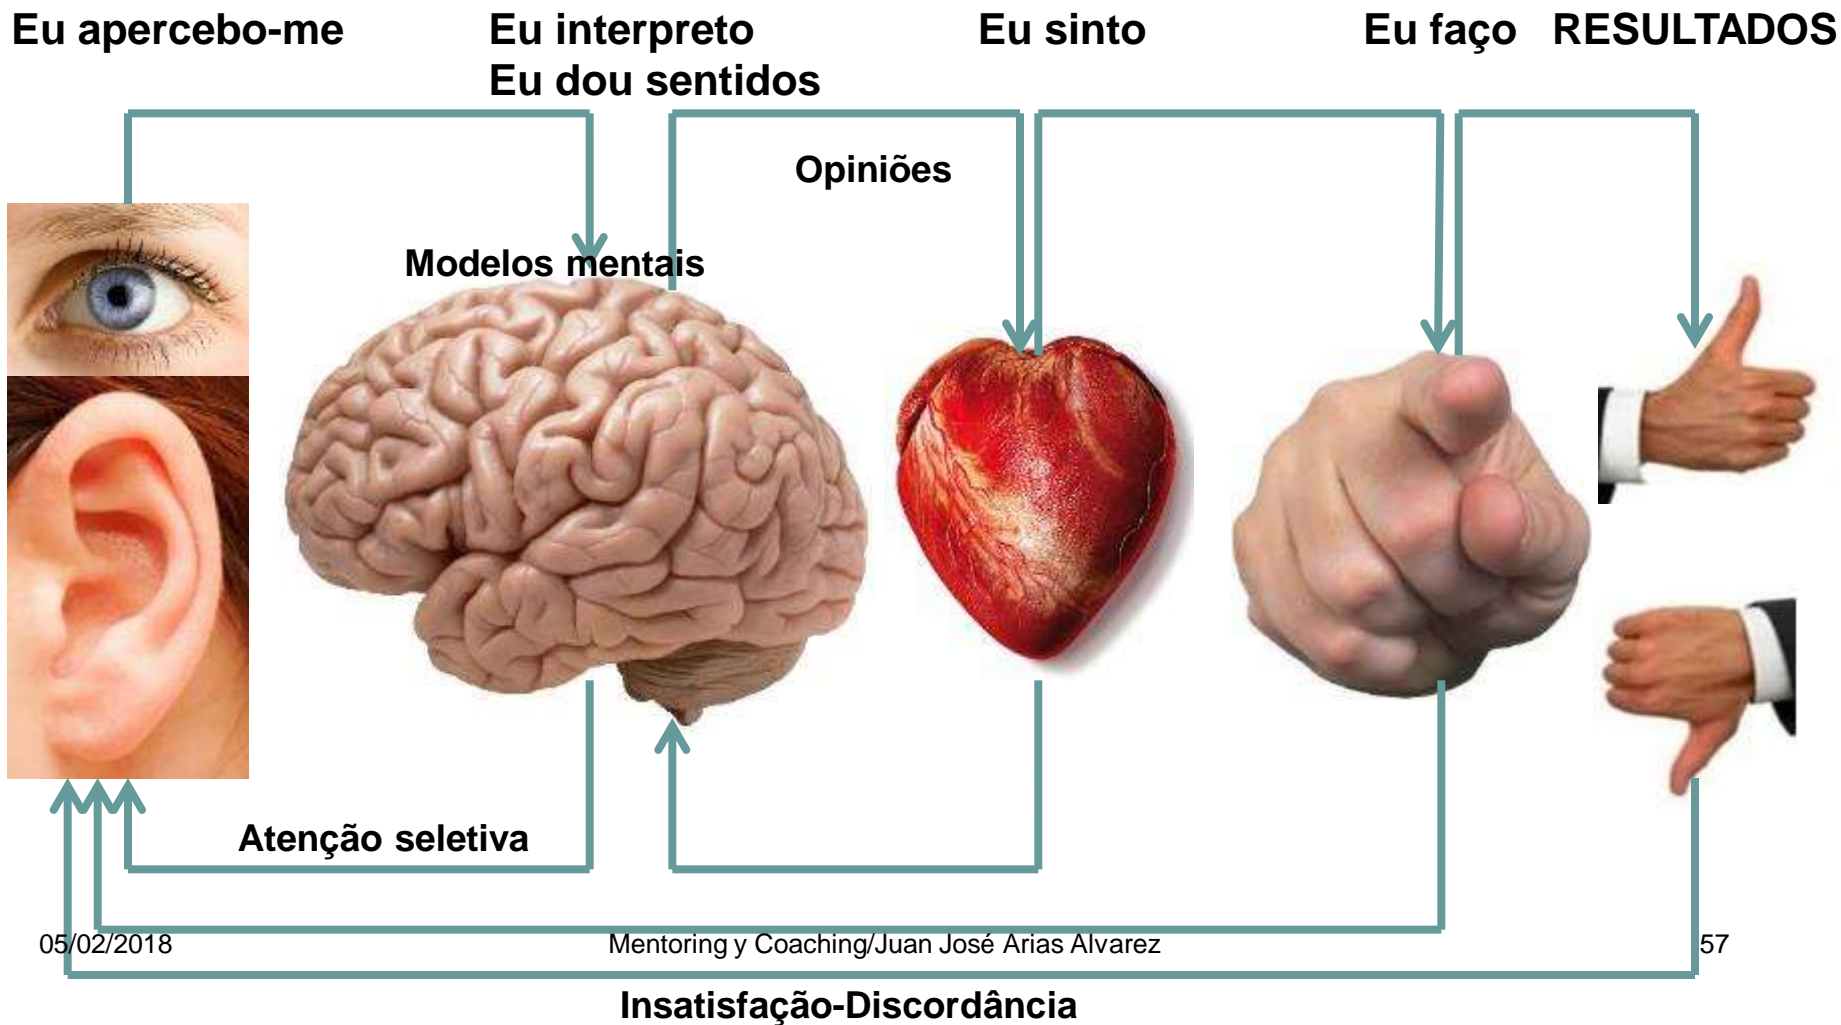 Eu apercebo-me
Eu interpreto
Eu dou sentidos
Eu sinto
Eu faço
RESULTADOS
Opiniões
Modelos mentais
Atenção seletiva
05/02/2018
Mentoring y Coaching/Juan José Arias Alvarez
57
Insatisfação-Discordância